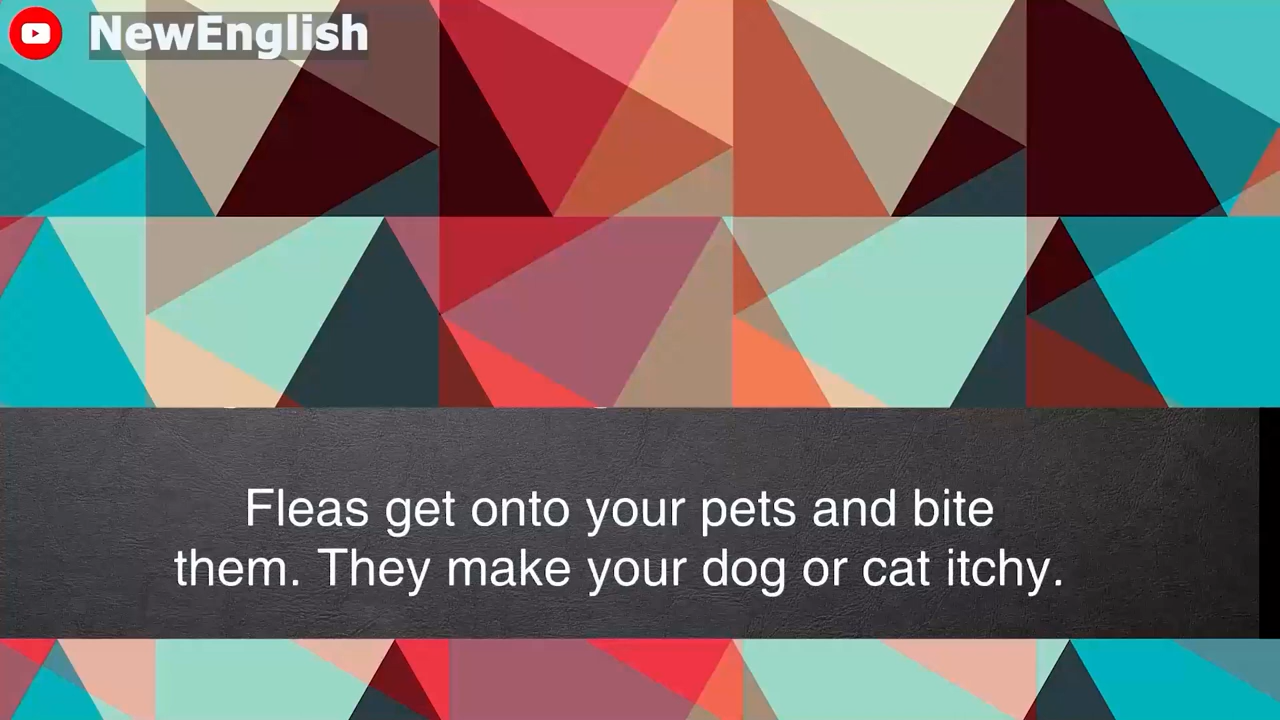 NewEnglish
Fleas get onto your pets and bite
them. They make your dog or cat itchy.